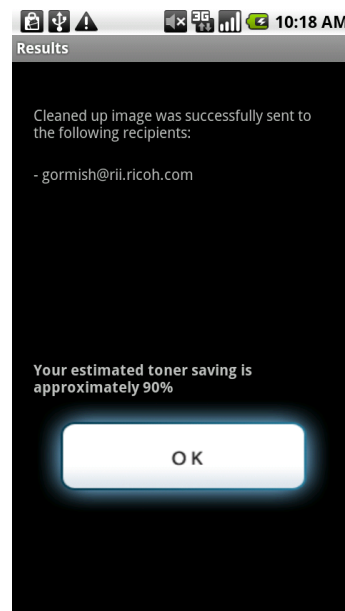 3G 10:18 AM
Results
Cleaned up image was successfully sent to
the following recipients:
- gormish@rii.ricoh.com
Your estimated toner saving is
approximately 90%
OK